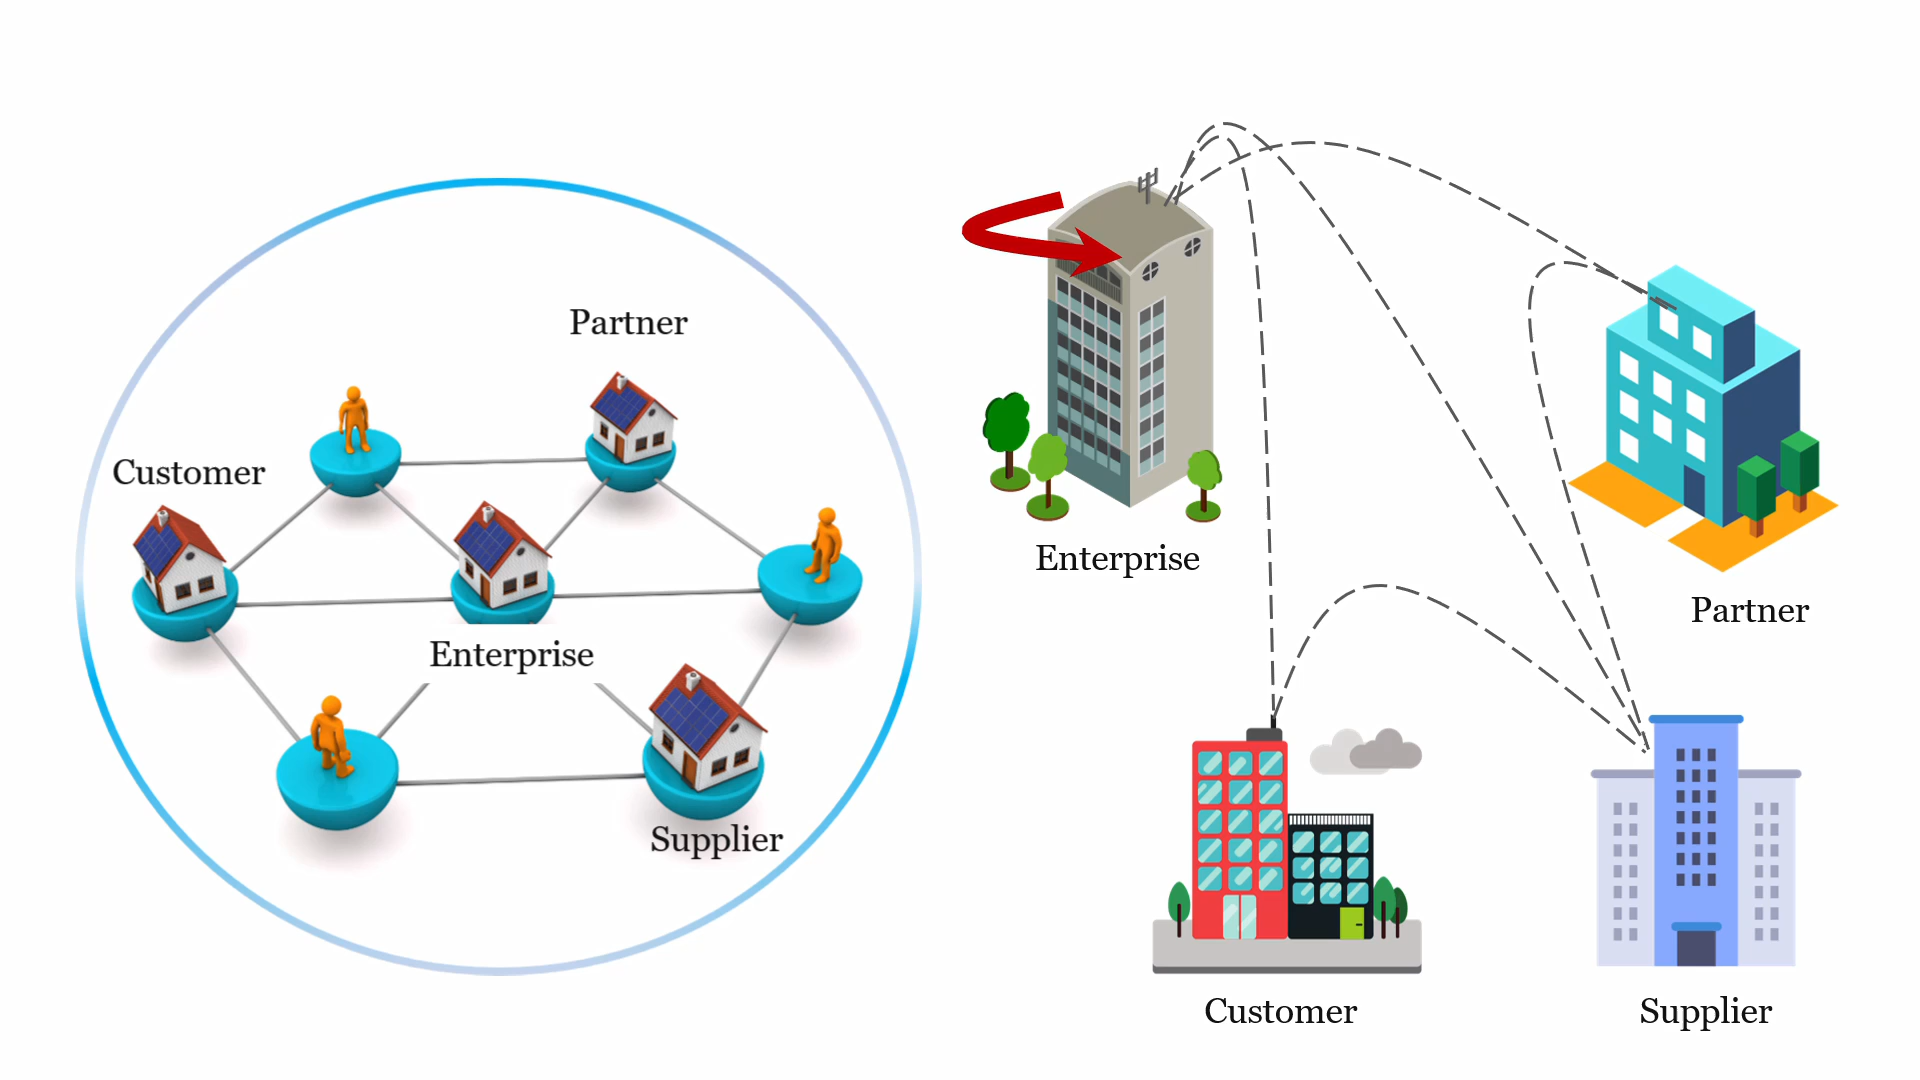 Partner
Customer
Enterprise
Supplier
Enterprise
Partner
Customer
Supplier